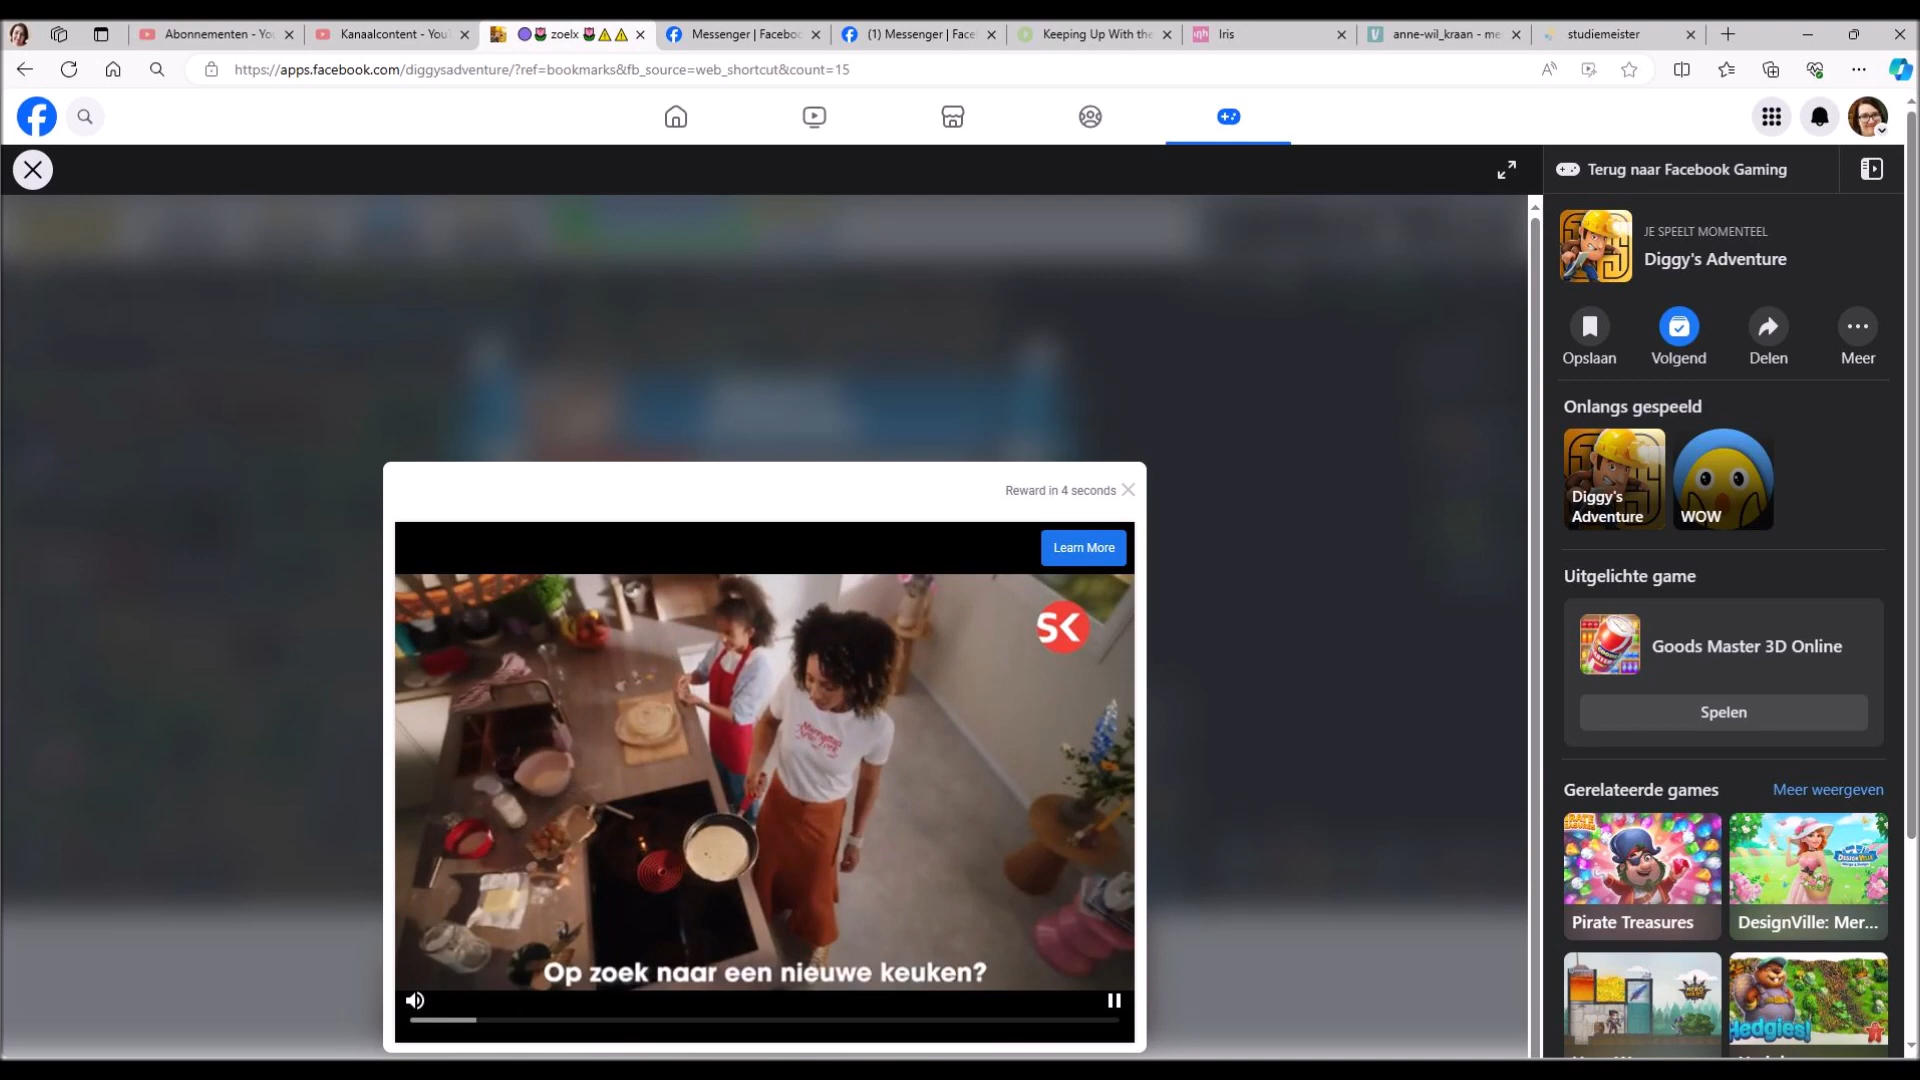 Abonnementen - You
Kanaalcontent - YouT
zoelx
Messenger | Faceboo
(1) Messenger | Face
Keeping Up With the
Iris
anne-wil_kraan - me
studiemeister
https://apps.facebook.com/diggysadventure/?ref=bookmarks&fb_source=web_shortcut&count=15
Terug naar Facebook Gaming
JE SPEELT MOMENTEEL
Diggy's Adventure
Opslaan
Volgend
Delen
Meer
Onlangs gespeeld
Diggy's
Adventure
WOW
Reward in 4 seconds
Learn More
SK
Op zoek naar een nieuwe keuken?
Uitgelichte game
Goods Master 3D Online
Spelen
Gerelateerde games
Meer weergeven
Pirate Treasures
DesignVille: Mer...
Hedgies!